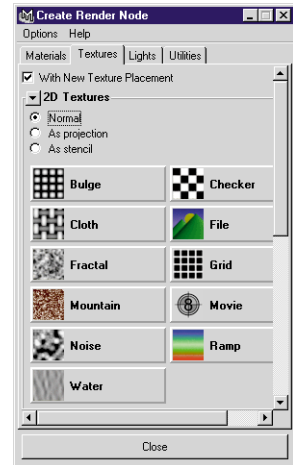 Create Render Node
Options Help
Materials Textures Lights Utilities
With New Texture Placement
2D Textures
Normal
As projection
As stencil
Bulge Checker
Cloth File
Fractal Grid
Mountain 8 Movie
Noise Ramp
Water
Close